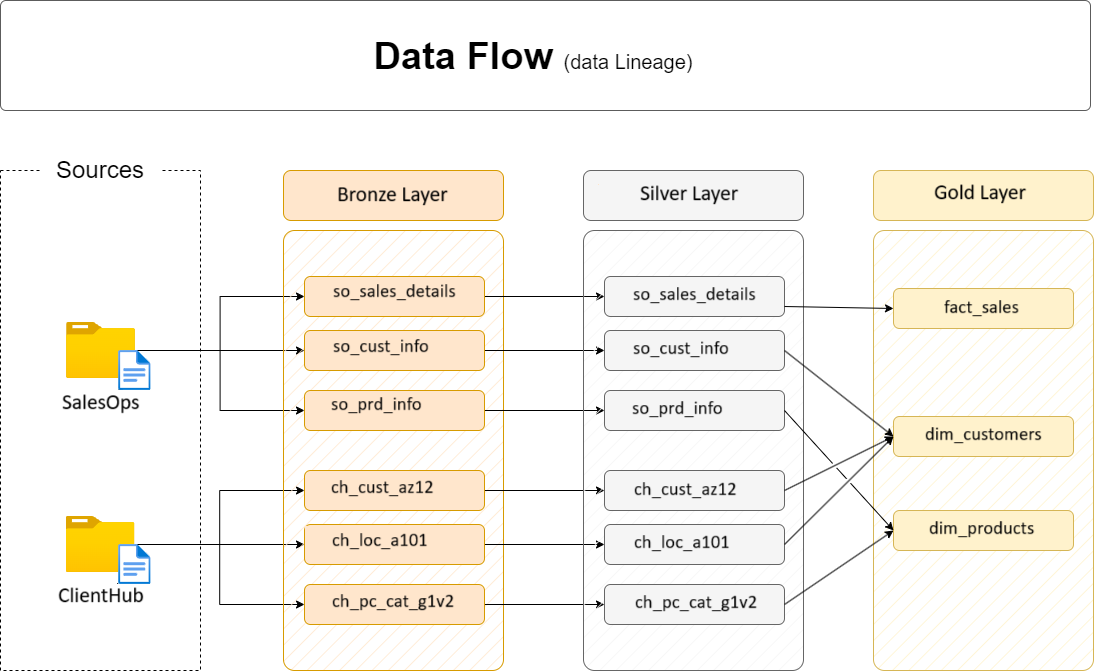 Data Flow (data Lineage)
Sources
Bronze Layer
Silver Layer
Gold Layer
SalesOps
ClientHub
so_sales_details
so_cust_info
so_prd_info
ch_cust_az12
ch_loc_a101
ch_pc_cat_g1v2
so_sales_details
so_cust_info
so_prd_info
ch_cust_az12
ch_loc_a101
ch_pc_cat_g1v2
fact_sales
dim_customers
dim_products